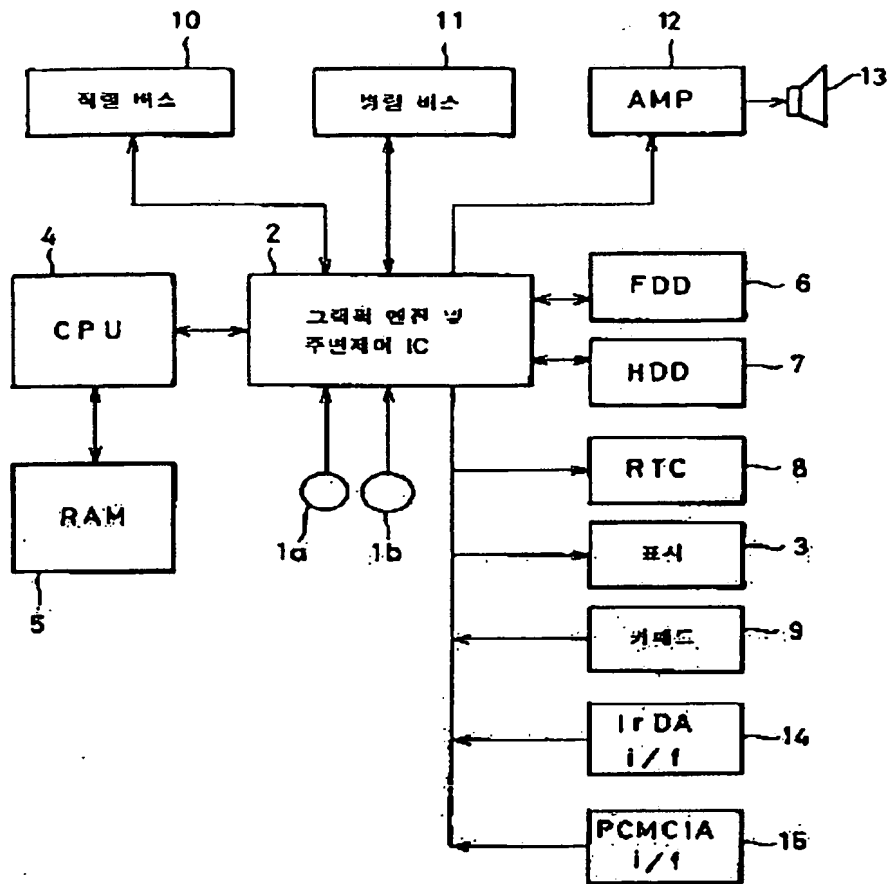 10
11
12
직렬 버스
병렬 버스
AMP
13
4
2
CPU
그래픽 엔진 및
주변제어 IC
FDD
6
HDD
7
RAM
5
1a
1b
RTC
8
표시
3
키패드
9
IrDA
i/f
14
PCMCIA
i/f
15